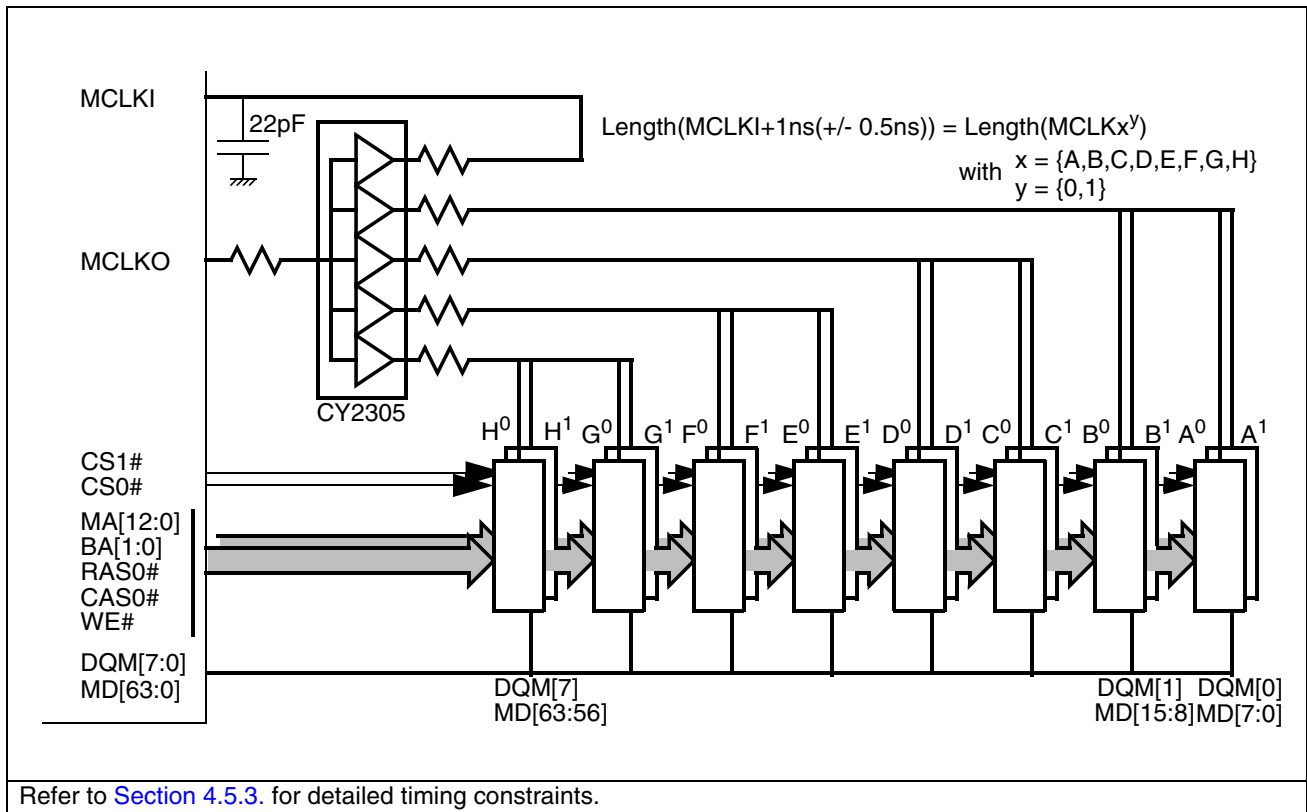 MCLKI
22pF
Length(MCLKI+1ns(+/- 0.5ns)) = Length(MCLKx^y)
with x = {A,B,C,D,E,F,G,H}
y = {0,1}
MCLKO
CY2305
H^0 H^1 G^0 G^1 F^0 F^1 E^0 E^1 D^0 D^1 C^0 C^1 B^0 B^1 A^0 A^1
CS1#
CS0#
MA[12:0]
BA[1:0]
RAS0#
CAS0#
WE#
DQM[7:0]
MD[63:0]
DQM[7]
MD[63:56]
DQM[1] DQM[0]
MD[15:8] MD[7:0]
Refer to Section 4.5.3. for detailed timing constraints.